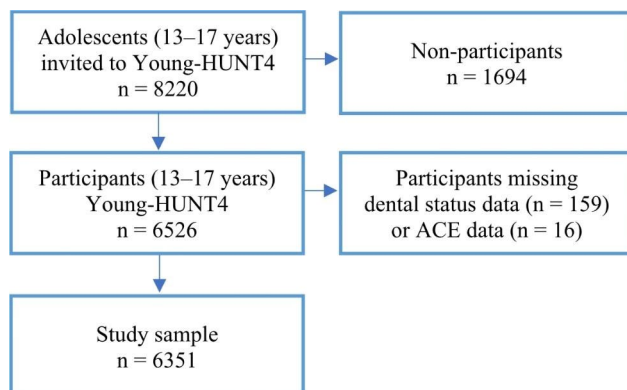 Adolescents (13–17 years)
invited to Young-HUNT4
n = 8220
Non-participants
n = 1694
Participants (13–17 years)
Young-HUNT4
n = 6526
Participants missing
dental status data (n = 159)
or ACE data (n = 16)
Study sample
n = 6351